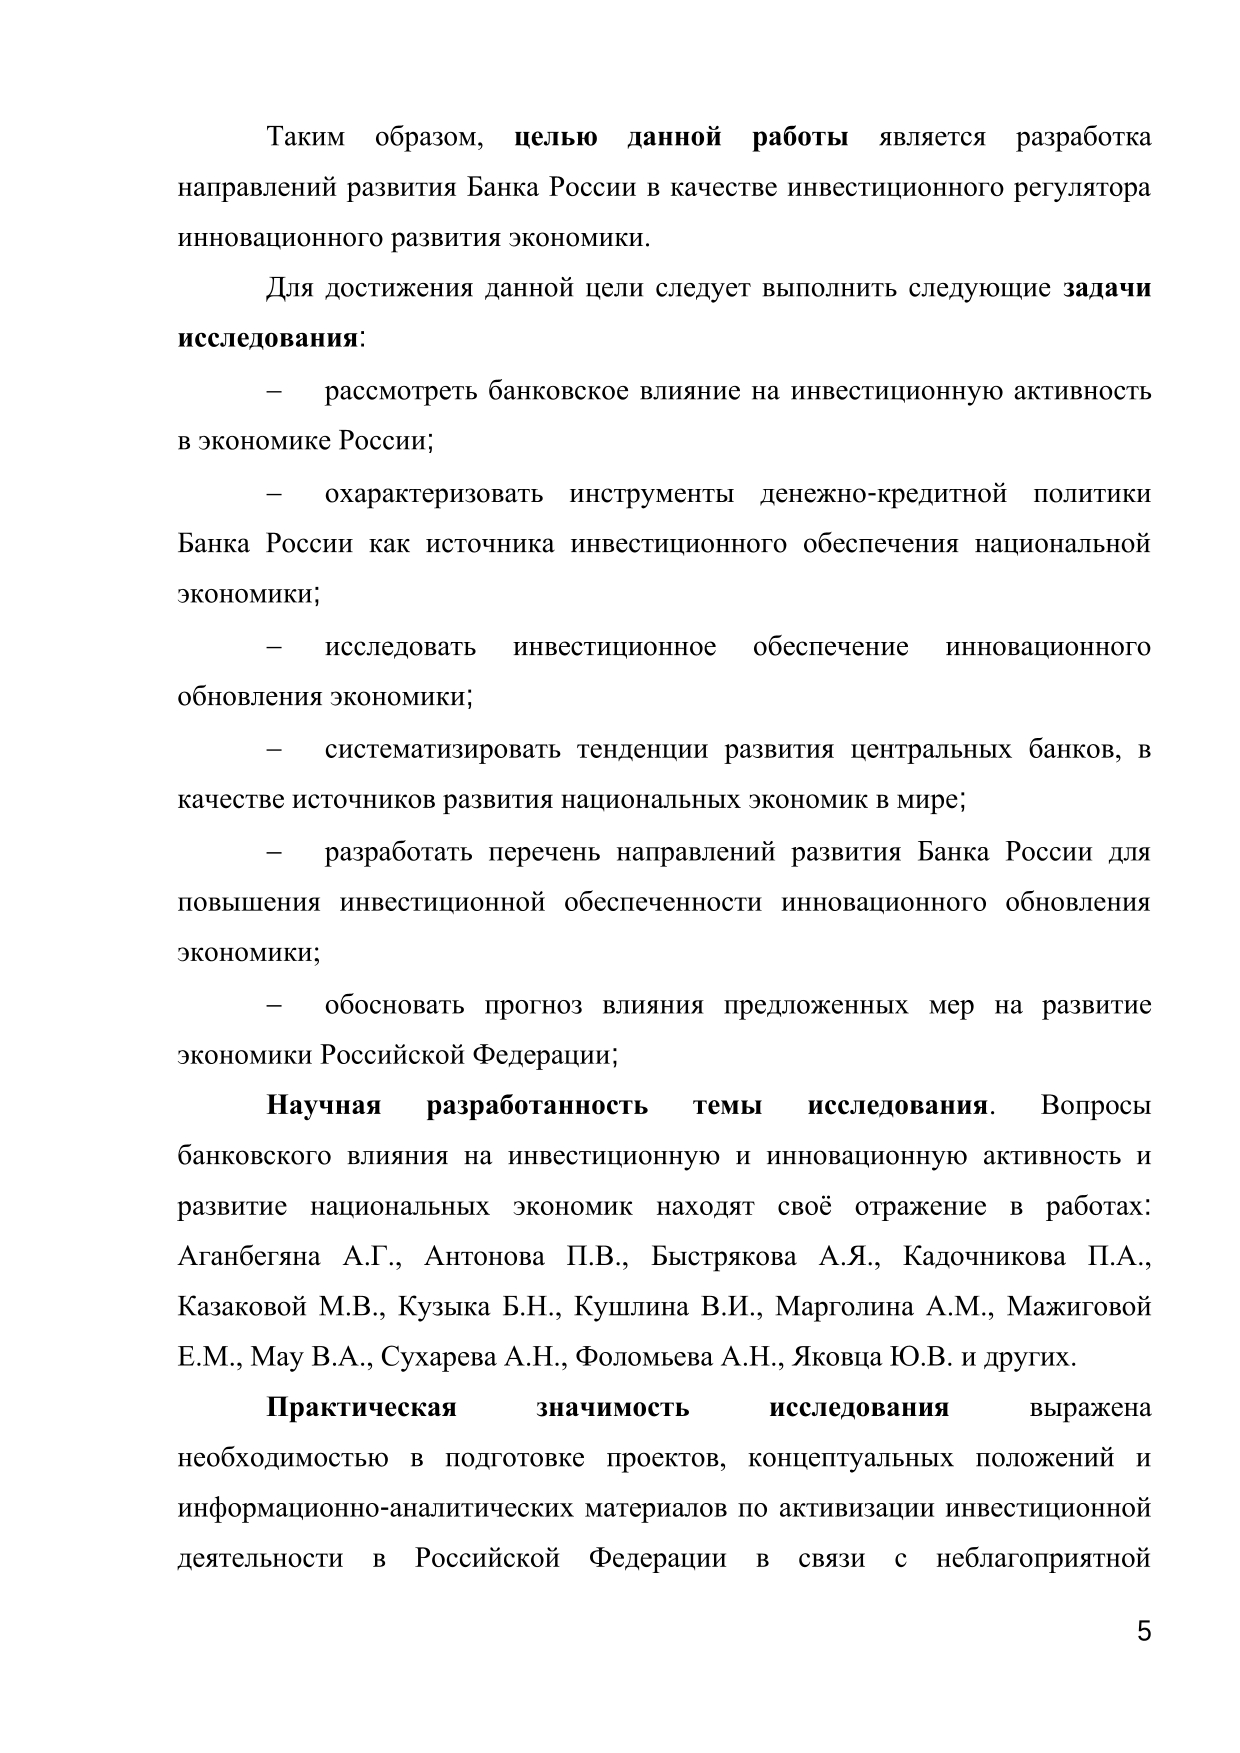 Таким образом, целью данной работы является разработка
направлений развития Банка России в качестве инвестиционного регулятора
инновационного развития экономики.
Для достижения данной цели следует выполнить следующие задачи
исследования:
– рассмотреть банковское влияние на инвестиционную активность
в экономике России;
– охарактеризовать инструменты денежно-кредитной политики
Банка России как источника инвестиционного обеспечения национальной
экономики;
– исследовать инвестиционное обеспечение инновационного
обновления экономики;
– систематизировать тенденции развития центральных банков, в
качестве источников развития национальных экономик в мире;
– разработать перечень направлений развития Банка России для
повышения инвестиционной обеспеченности инновационного обновления
экономики;
– обосновать прогноз влияния предложенных мер на развитие
экономики Российской Федерации;
Научная разработанность темы исследования. Вопросы
банковского влияния на инвестиционную и инновационную активность и
развитие национальных экономик находят своё отражение в работах:
Аганбегяна А.Г., Антонова П.В., Быстрякова А.Я., Кадочникова П.А.,
Казаковой М.В., Кузыка Б.Н., Кушлина В.И., Марголина А.М., Мажиговой
Е.М., Мау В.А., Сухарева А.Н., Фоломьева А.Н., Яковца Ю.В. и других.
Практическая значимость исследования выражена
необходимостью в подготовке проектов, концептуальных положений и
информационно-аналитических материалов по активизации инвестиционной
деятельности в Российской Федерации в связи с неблагоприятной
5